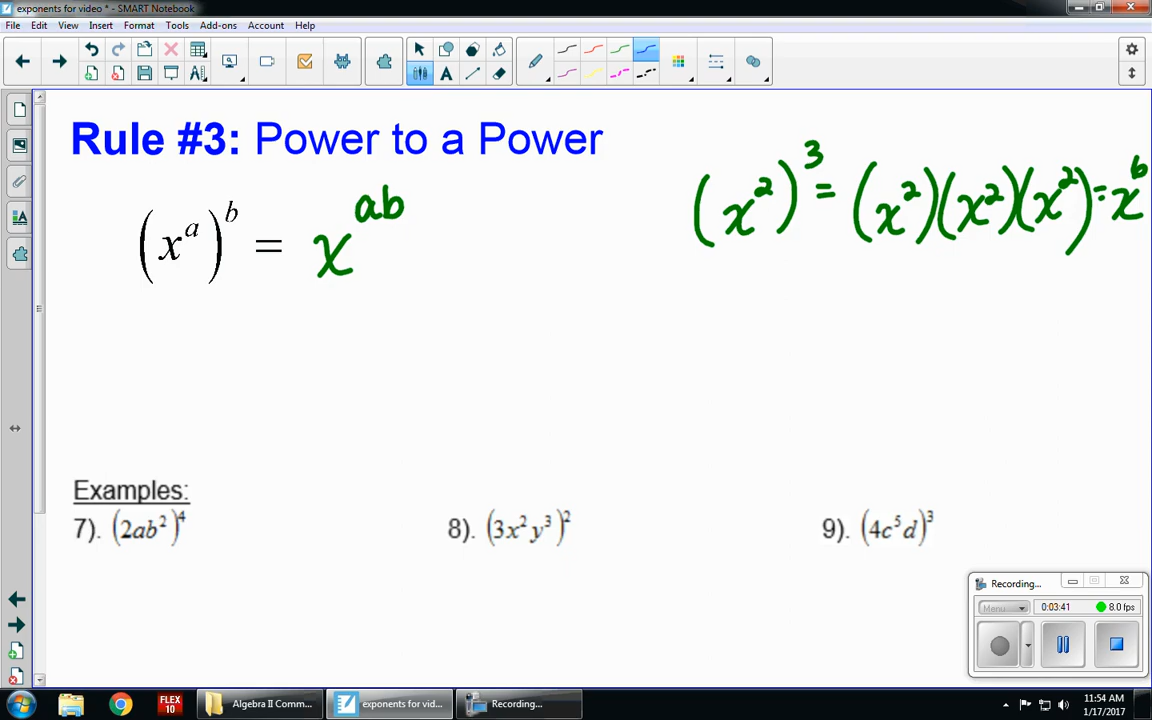 exponents for video * - SMART Notebook
File Edit View Insert Format Tools Add-ons Account Help
Rule #3: Power to a Power
(x^a)^b = x^ab
(x^2)^3 = (x^2)(x^2)(x^2) = x^6
Examples:
7). (2ab^2)^4
8). (3x^2y^3)^2
9). (4c^5d)^3
Recording...
Menu 0:03:41 8.0 fps
FLEX 10
Algebra II Comm...
exponents for vid...
Recording...
11:54 AM
1/17/2017